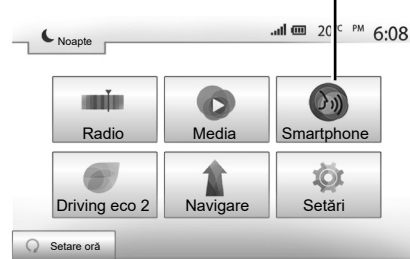 Noapte
20°C PM 6:08
Radio Media Smartphone
Driving eco 2 Navigare Setări
Setare oră